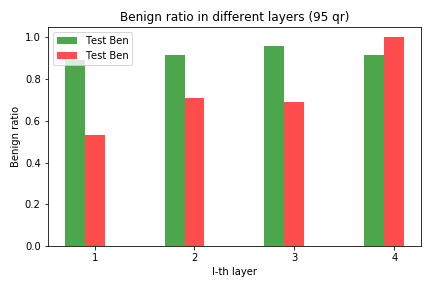 Benign ratio in different layers (95 qr)
Test Ben
Test Ben
1.0
0.8
0.6
0.4
0.2
0.0
Benign ratio
1 2 3 4
l-th layer